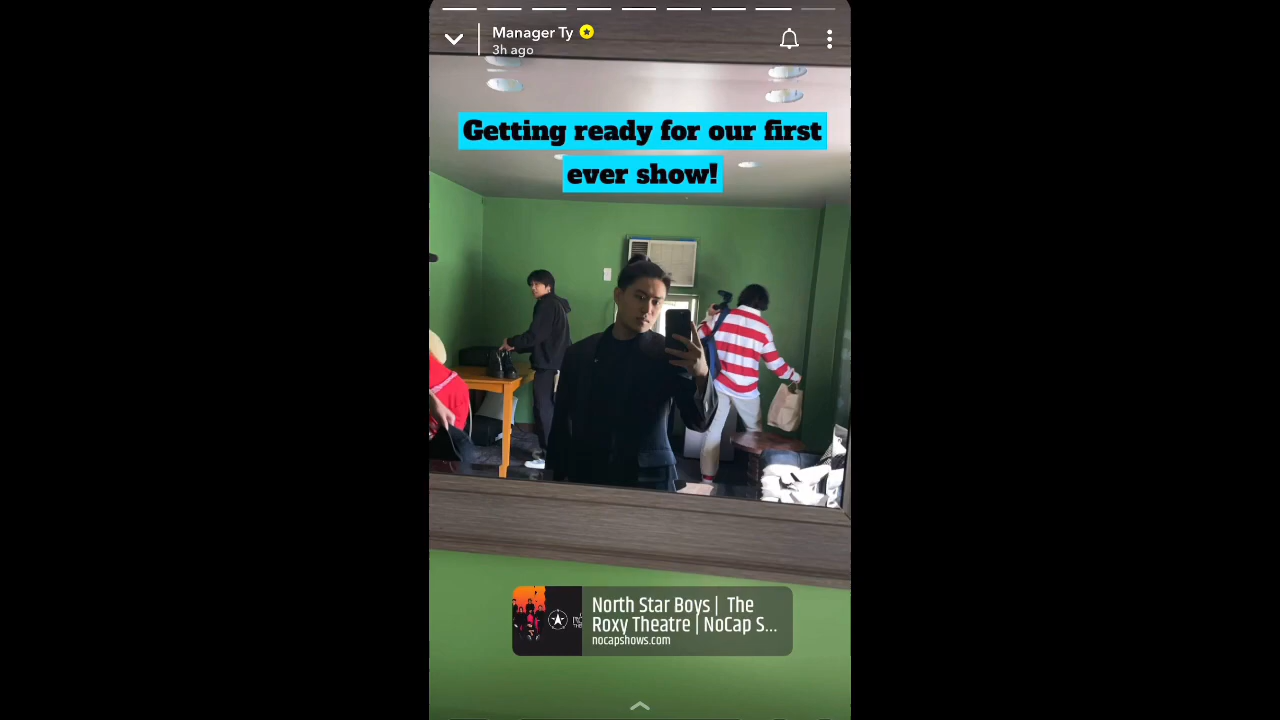 Manager Ty
3h ago
Getting ready for our first
ever show!
North Star Boys | The
Roxy Theatre | NoCap S...
nocapshows.com